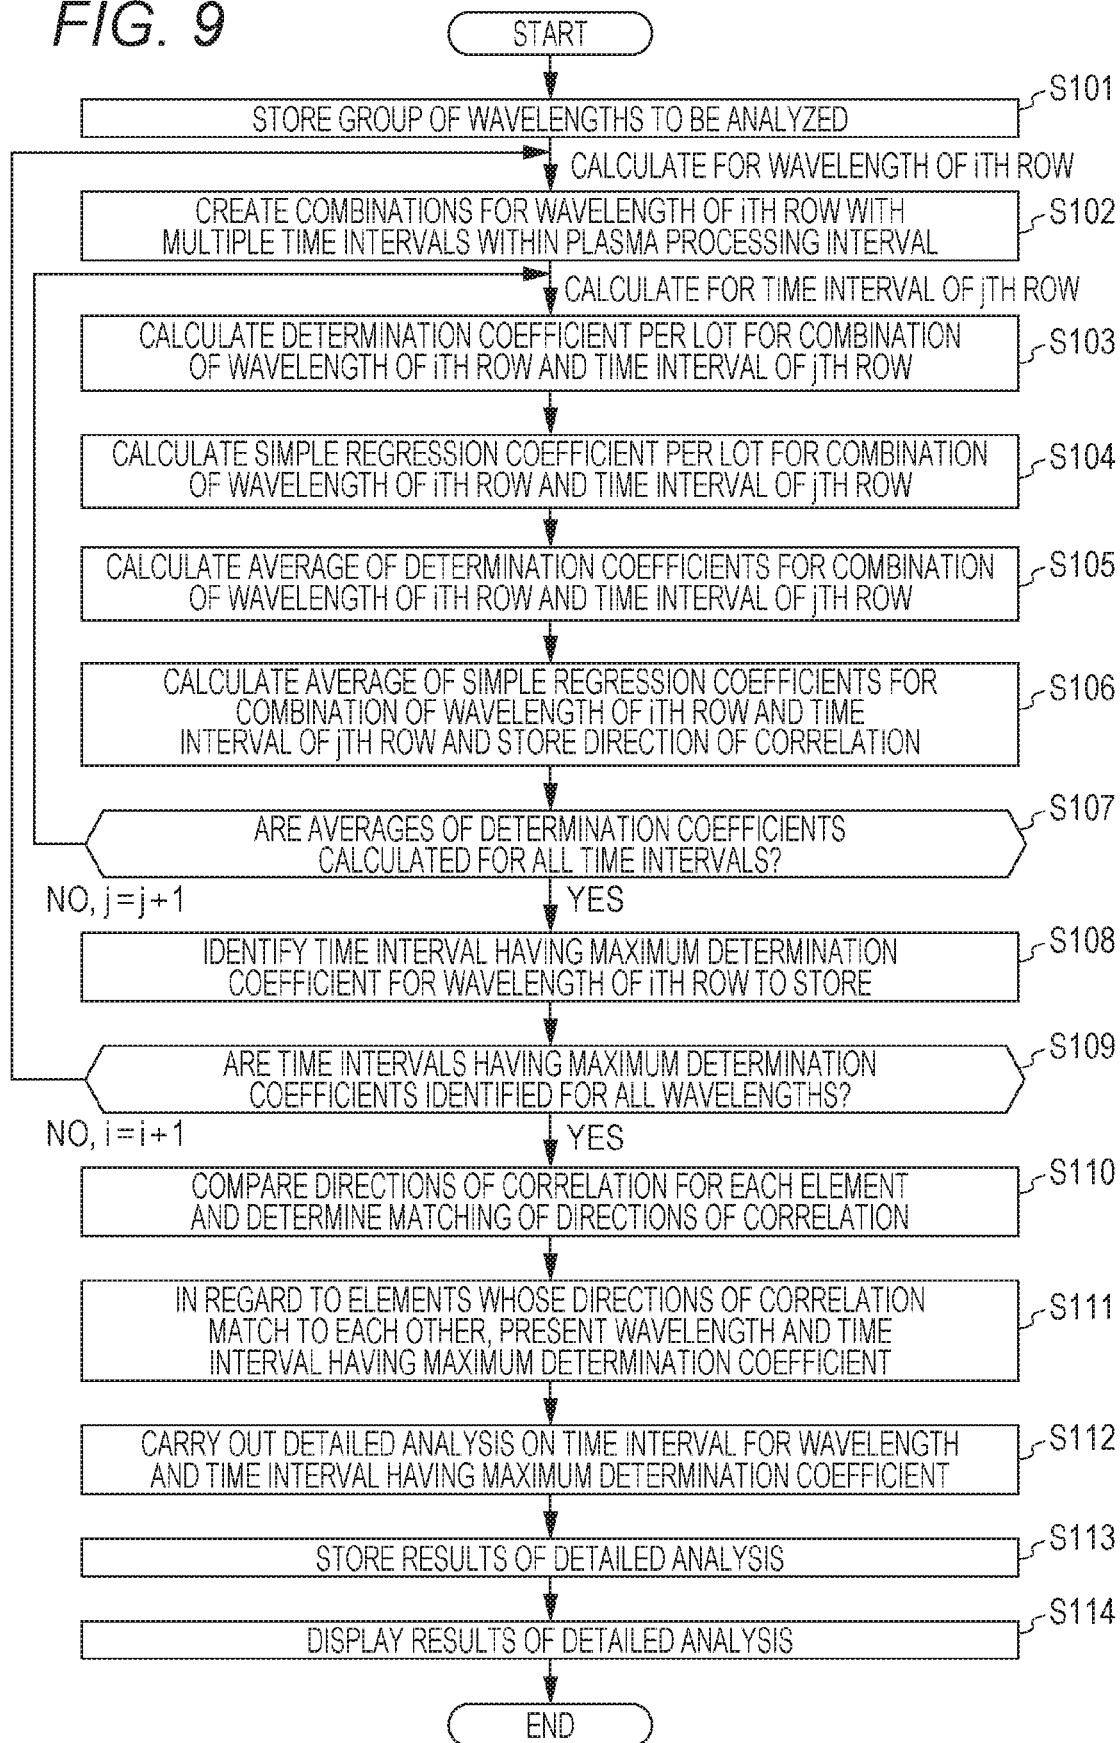 FIG. 9
START
S101
STORE GROUP OF WAVELENGTHS TO BE ANALYZED
CALCULATE FOR WAVELENGTH OF iTH ROW
S102
CREATE COMBINATIONS FOR WAVELENGTH OF iTH ROW WITH
MULTIPLE TIME INTERVALS WITHIN PLASMA PROCESSING INTERVAL
CALCULATE FOR TIME INTERVAL OF jTH ROW
S103
CALCULATE DETERMINATION COEFFICIENT PER LOT FOR COMBINATION
OF WAVELENGTH OF iTH ROW AND TIME INTERVAL OF jTH ROW
S104
CALCULATE SIMPLE REGRESSION COEFFICIENT PER LOT FOR COMBINATION
OF WAVELENGTH OF iTH ROW AND TIME INTERVAL OF jTH ROW
S105
CALCULATE AVERAGE OF DETERMINATION COEFFICIENTS FOR COMBINATION
OF WAVELENGTH OF iTH ROW AND TIME INTERVAL OF jTH ROW
S106
CALCULATE AVERAGE OF SIMPLE REGRESSION COEFFICIENTS FOR
COMBINATION OF WAVELENGTH OF iTH ROW AND TIME
INTERVAL OF jTH ROW AND STORE DIRECTION OF CORRELATION
S107
ARE AVERAGES OF DETERMINATION COEFFICIENTS
CALCULATED FOR ALL TIME INTERVALS?
NO, j=j+1
YES
S108
IDENTIFY TIME INTERVAL HAVING MAXIMUM DETERMINATION
COEFFICIENT FOR WAVELENGTH OF iTH ROW TO STORE
S109
ARE TIME INTERVALS HAVING MAXIMUM DETERMINATION
COEFFICIENTS IDENTIFIED FOR ALL WAVELENGTHS?
NO, i=i+1
YES
S110
COMPARE DIRECTIONS OF CORRELATION FOR EACH ELEMENT
AND DETERMINE MATCHING OF DIRECTIONS OF CORRELATION
S111
IN REGARD TO ELEMENTS WHOSE DIRECTIONS OF CORRELATION
MATCH TO EACH OTHER, PRESENT WAVELENGTH AND TIME
INTERVAL HAVING MAXIMUM DETERMINATION COEFFICIENT
S112
CARRY OUT DETAILED ANALYSIS ON TIME INTERVAL FOR WAVELENGTH
AND TIME INTERVAL HAVING MAXIMUM DETERMINATION COEFFICIENT
S113
STORE RESULTS OF DETAILED ANALYSIS
S114
DISPLAY RESULTS OF DETAILED ANALYSIS
END